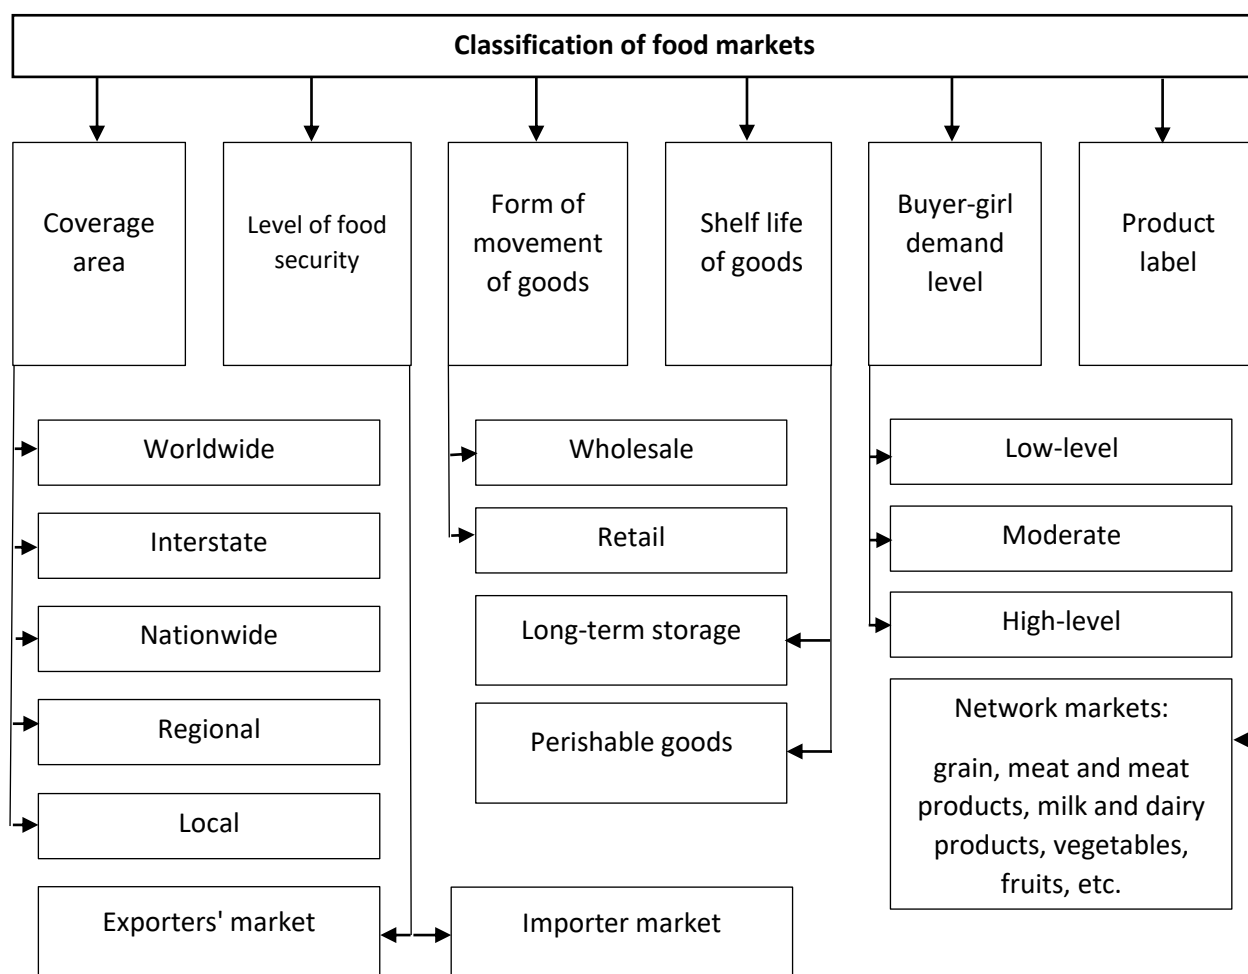 Classification of food markets
Coverage
area
Level of food
security
Form of
movement
of goods
Shelf life
of goods
Buyer-girl
demand
level
Product
label
Worldwide
Interstate
Nationwide
Regional
Local
Exporters' market
Importer market
Wholesale
Retail
Long-term storage
Perishable goods
Low-level
Moderate
High-level
Network markets:
grain, meat and meat
products, milk and dairy
products, vegetables,
fruits, etc.